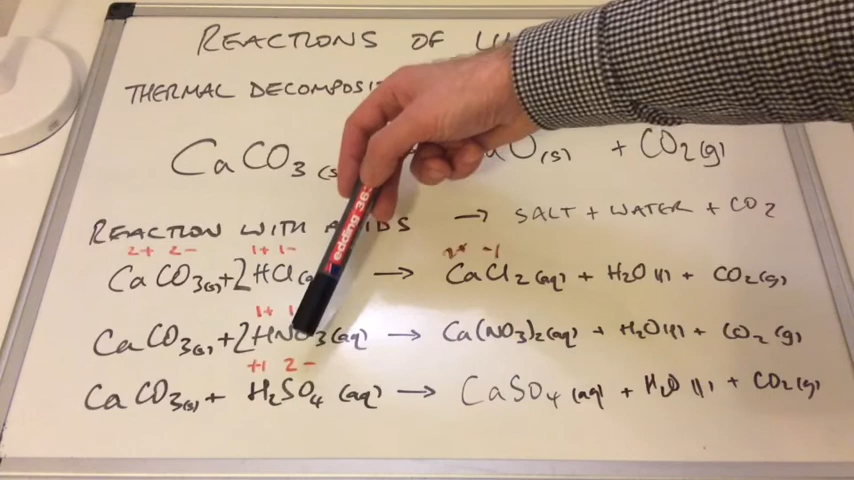 REACTIONS OF
THERMAL DECOMPOSI
CaCO3(s) aO(s) + CO2(g)
REACTION WITH A IDS → SALT + WATER + CO2
2+ 2- 1+ 1- 2+ -1
CaCO3(s) + 2HCl(a → CaCl2(aq) + H2O(l) + CO2(g)
1+ 1
CaCO3(s) + 2HNO3(aq) → Ca(NO3)2(aq) + H2O(l) + CO2(g)
+1 2-
CaCO3(s) + H2SO4(aq) → CaSO4(aq) + H2O(l) + CO2(g)
edding 36